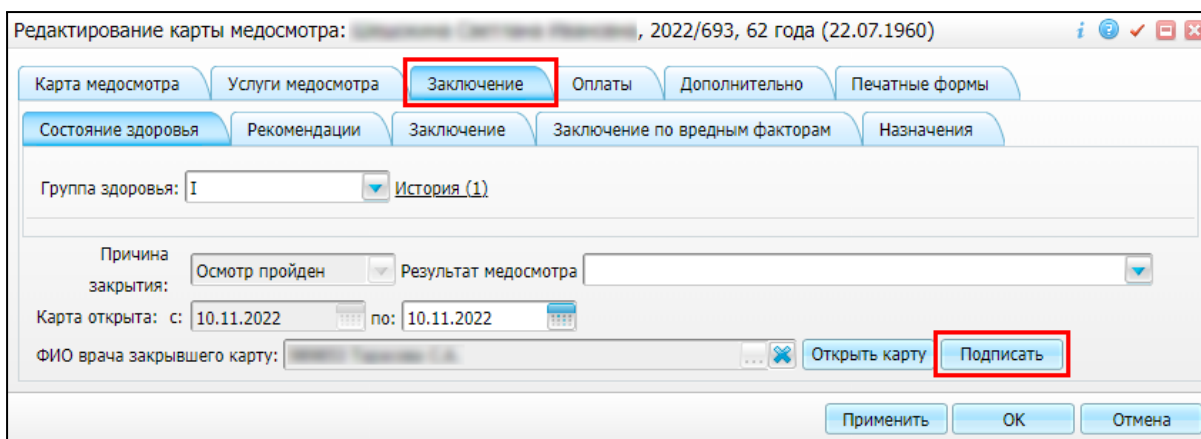 Редактирование карты медосмотра: , 2022/693, 62 года (22.07.1960)
Карта медосмотра Услуги медосмотра Заключение Оплаты Дополнительно Печатные формы
Состояние здоровья Рекомендации Заключение Заключение по вредным факторам Назначения
Группа здоровья: I История (1)
Причина
закрытия: Осмотр пройден Результат медосмотра
Карта открыта: с: 10.11.2022 по: 10.11.2022
ФИО врача закрывшего карту: ... Открыть карту Подписать
Применить OK Отмена